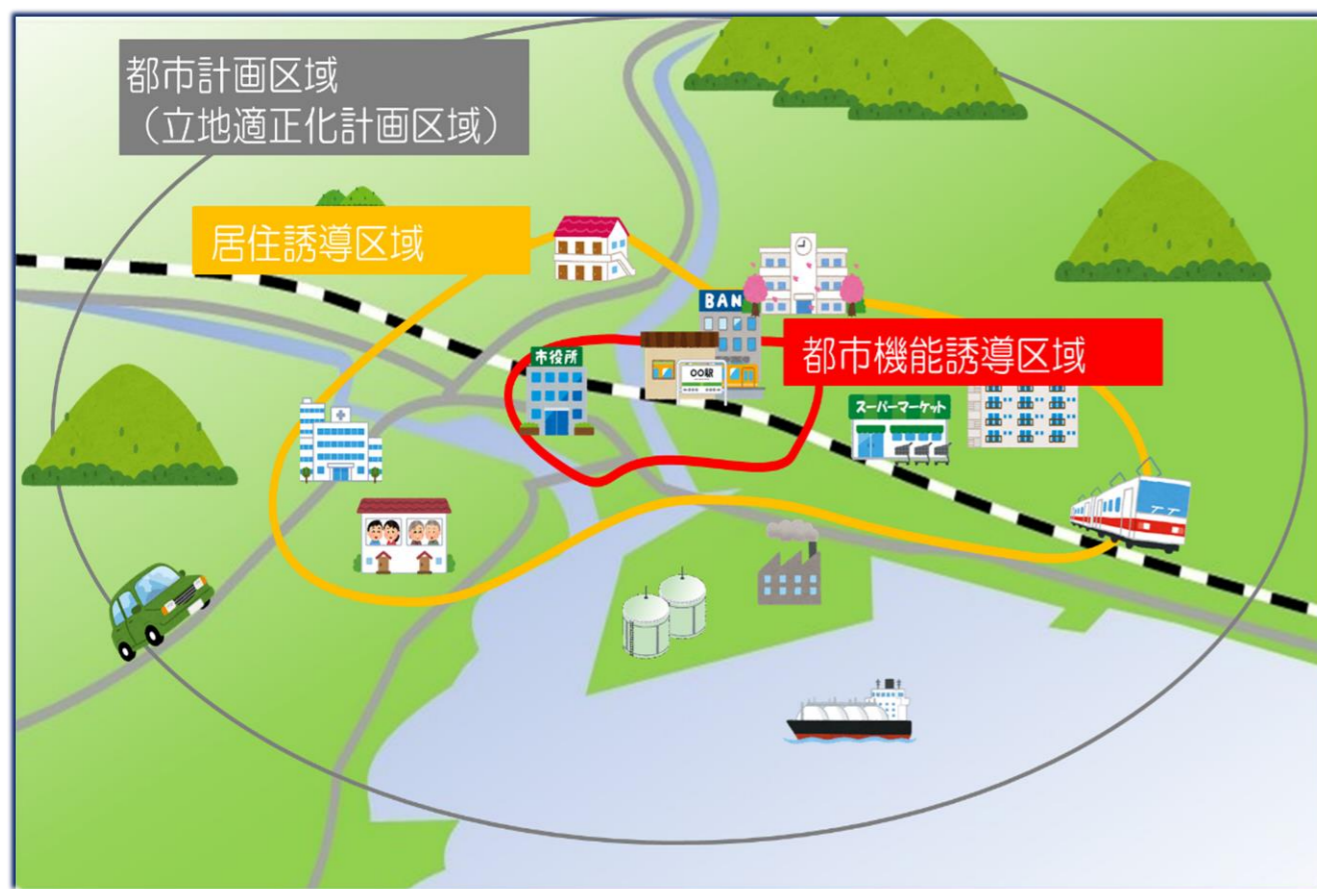 都市計画区域
（立地適正化計画区域）
居住誘導区域
BAN
都市機能誘導区域
市役所
〇〇駅
スーパーマーケット